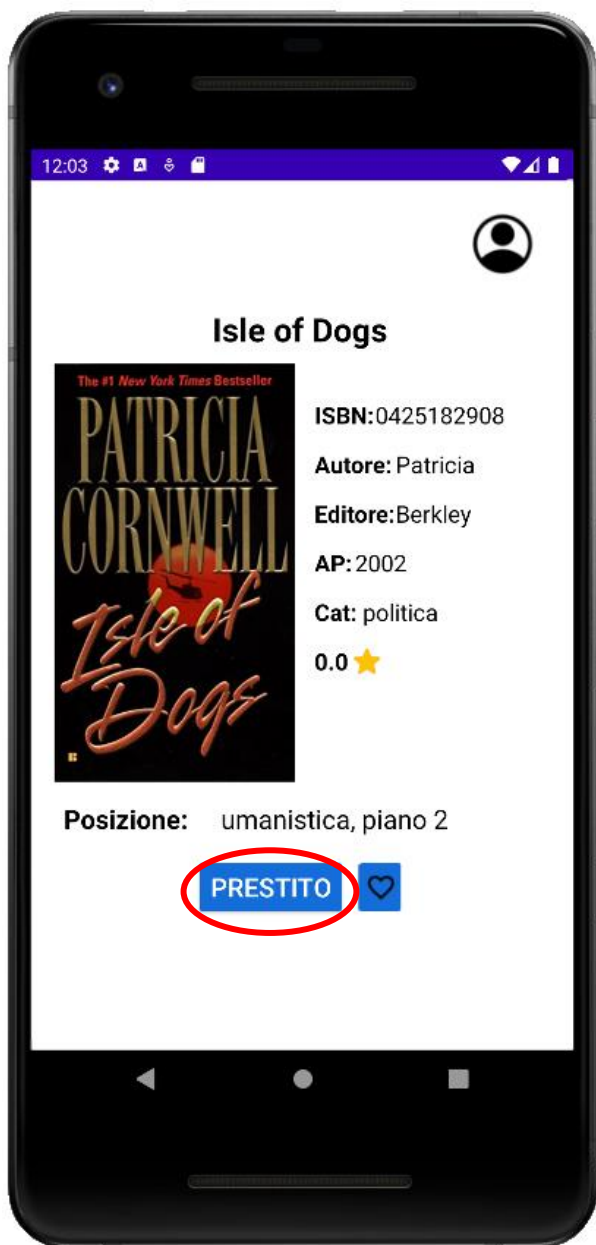 12:03
Isle of Dogs
The #1 New York Times Bestseller
PATRICIA
CORNWELL
Isle of
Dogs
ISBN:0425182908
Autore: Patricia
Editore:Berkley
AP: 2002
Cat: politica
0.0
Posizione: umanistica, piano 2
PRESTITO